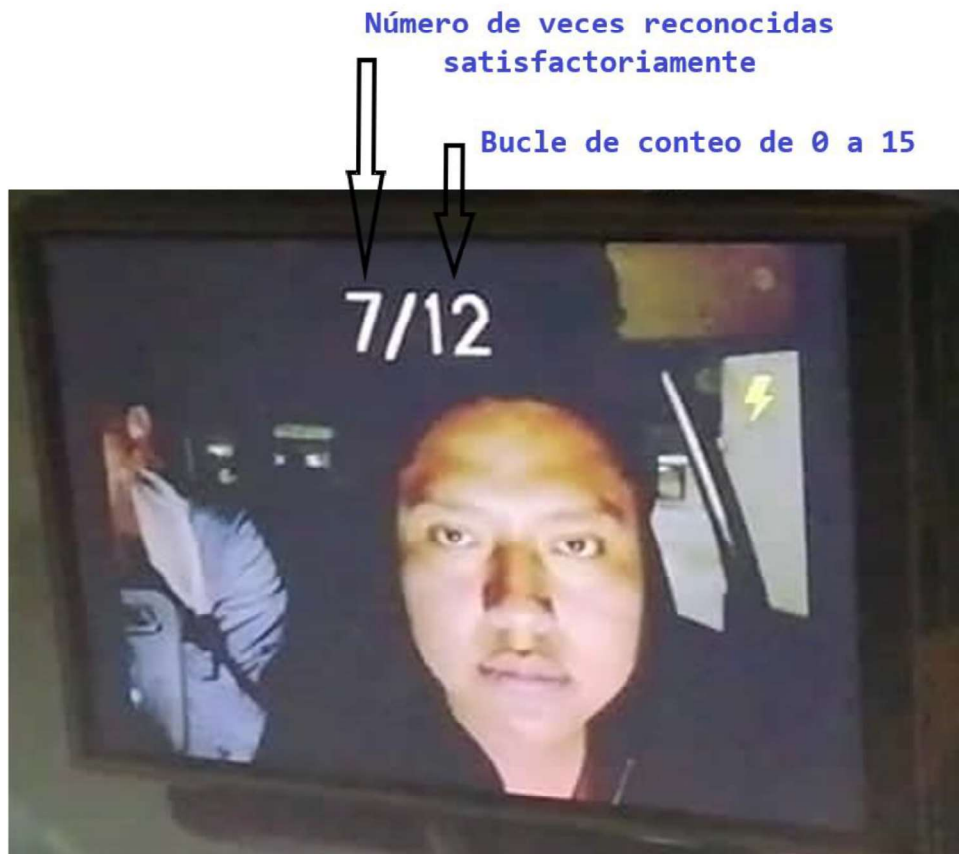 Número de veces reconocidas
satisfactoriamente
Bucle de conteo de 0 a 15
7/12